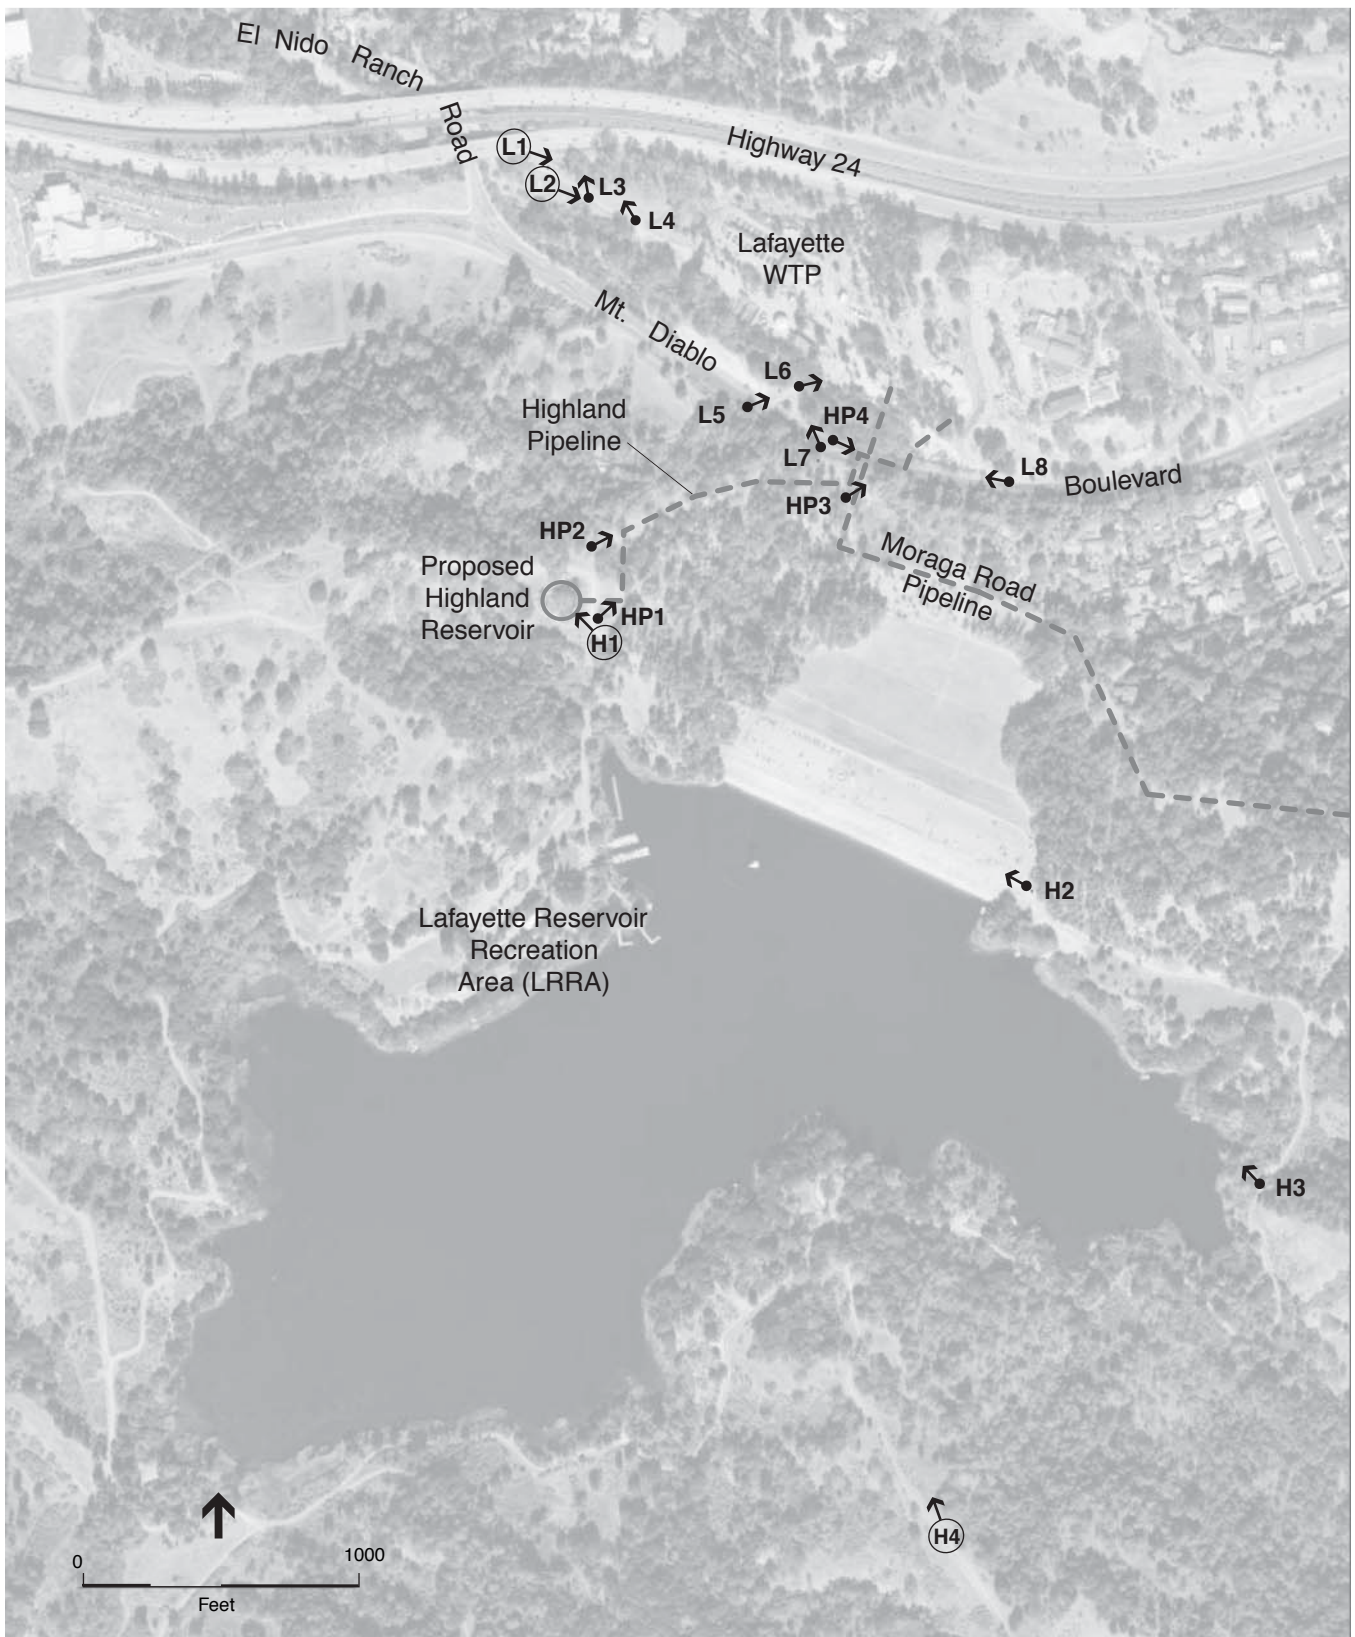 El Nido Ranch
Road
Highway 24
L1
L2
L3
L4
Lafayette
WTP
Mt. Diablo
L6
L5
Highland
Pipeline
HP4
L7
L8
Boulevard
HP3
HP2
Moraga Road
Pipeline
Proposed
Highland
Reservoir
HP1
H1
H2
Lafayette Reservoir
Recreation
Area (LRRA)
H3
H4
0
1000
Feet